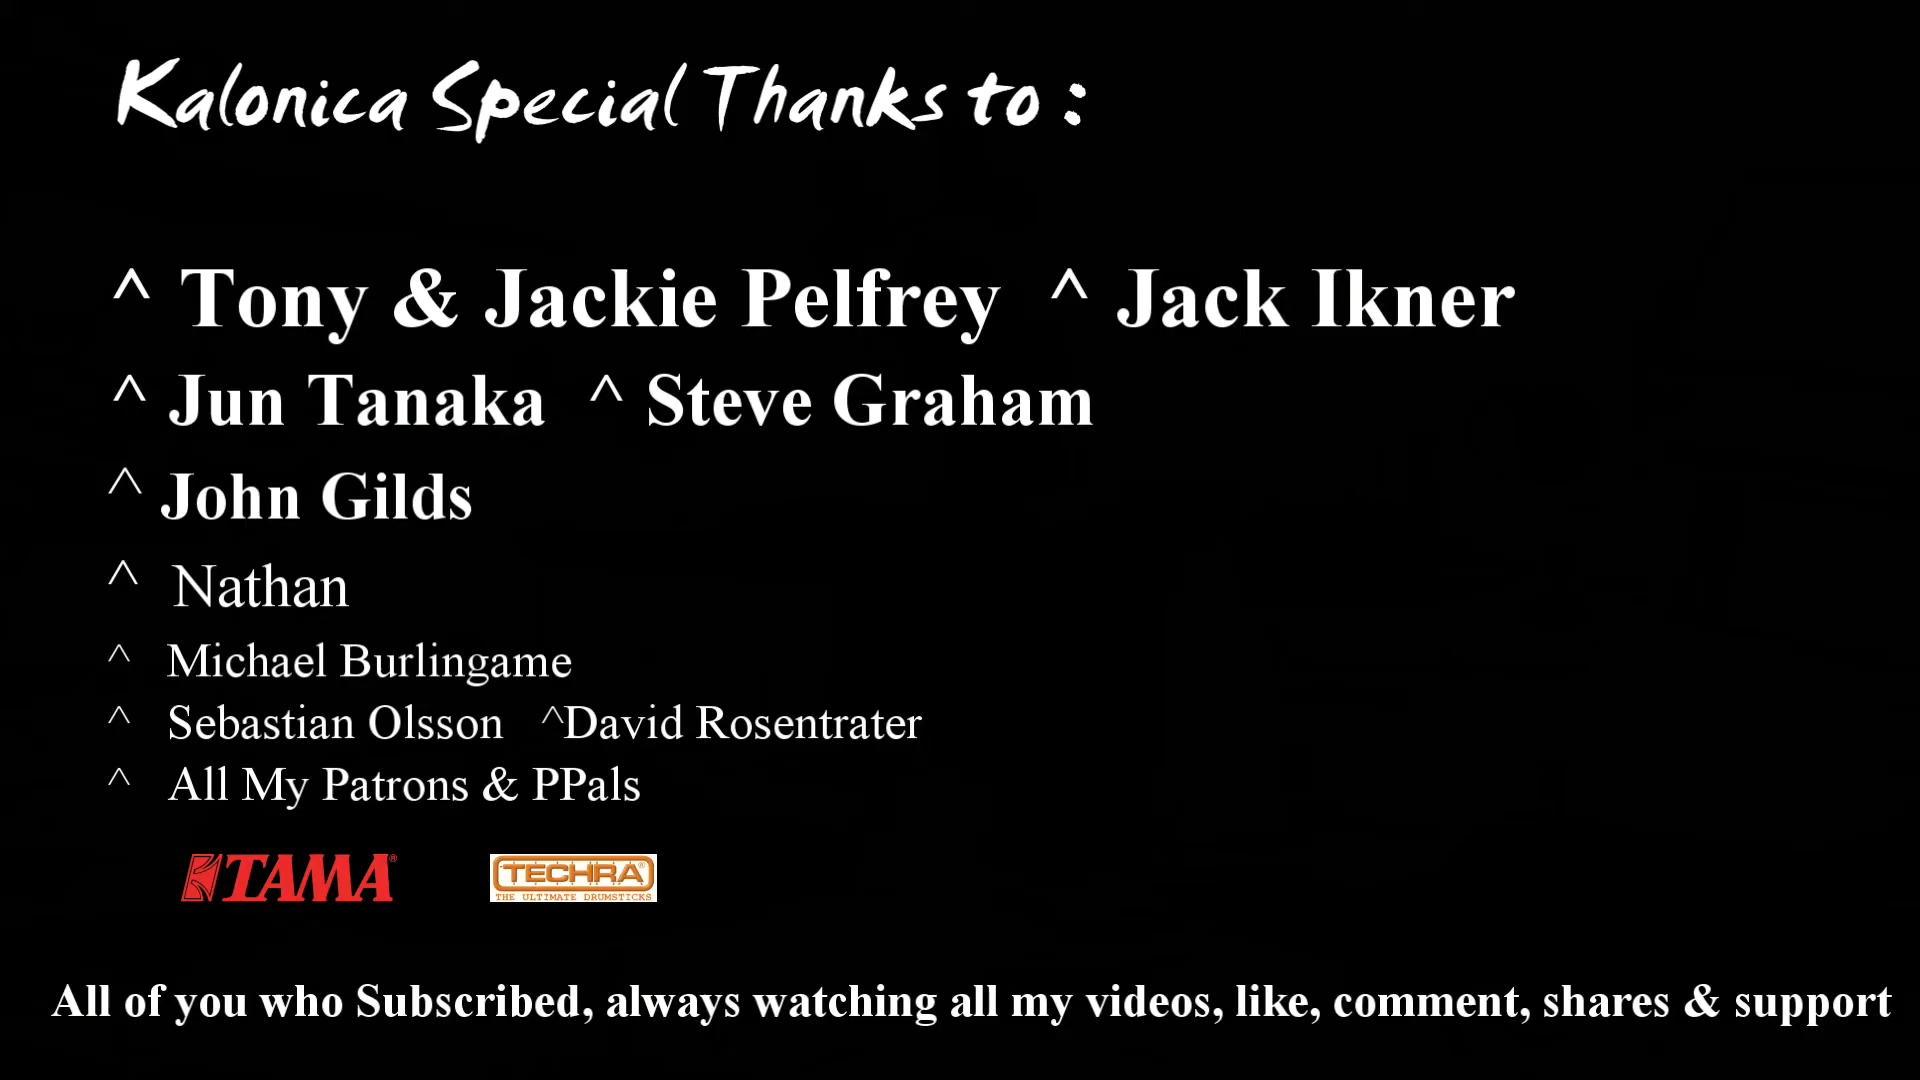 Kalonica Special Thanks to :
^ Tony & Jackie Pelfrey ^ Jack Ikner
^ Jun Tanaka ^ Steve Graham
^ John Gilds
^ Nathan
^ Michael Burlingame
^ Sebastian Olsson ^David Rosentrater
^ All My Patrons & PPals
TAMA®
TECHRA®
THE ULTIMATE DRUMSTICKS
All of you who Subscribed, always watching all my videos, like, comment, shares & support